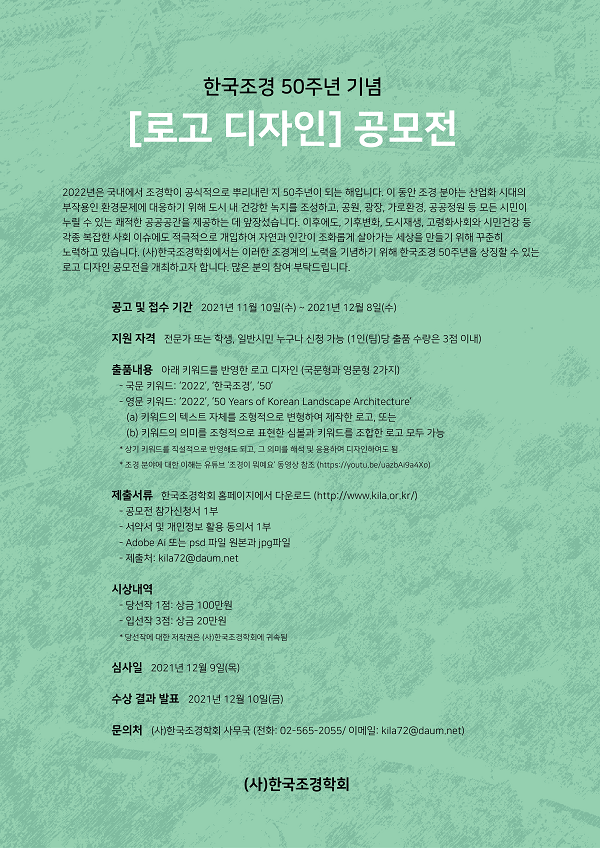 한국조경 50주년 기념
[로고 디자인] 공모전
2022년은 국내에서 조경학이 공식적으로 뿌리내린 지 50주년이 되는 해입니다. 이 동안 조경 분야는 산업화 시대의
부작용인 환경문제에 대응하기 위해 도시 내 건강한 녹지를 조성하고, 공원, 광장, 가로환경, 공공정원 등 모든 시민이
누릴 수 있는 쾌적한 공공공간을 제공하는 데 앞장섰습니다. 이후에도, 기후변화, 도시재생, 고령화사회와 시민건강 등
각종 복잡한 사회 이슈에도 적극적으로 개입하여 자연과 인간이 조화롭게 살아가는 세상을 만들기 위해 꾸준히
노력하고 있습니다. (사)한국조경학회에서는 이러한 조경계의 노력을 기념하기 위해 한국조경 50주년을 상징할 수 있는
로고 디자인 공모전을 개최하고자 합니다. 많은 분의 참여 부탁드립니다.
공고 및 접수 기간 2021년 11월 10일(수) ~ 2021년 12월 8일(수)
지원 자격 전문가 또는 학생, 일반시민 누구나 신청 가능 (1인(팀)당 출품 수량은 3점 이내)
출품내용 아래 키워드를 반영한 로고 디자인 (국문형과 영문형 2가지)
- 국문 키워드: '2022', '한국조경', '50'
- 영문 키워드: '2022', '50 Years of Korean Landscape Architecture'
(a) 키워드의 텍스트 자체를 조형적으로 변형하여 제작한 로고, 또는
(b) 키워드의 의미를 조형적으로 표현한 심볼과 키워드를 조합한 로고 모두 가능
* 상기 키워드를 직설적으로 반영해도 되고, 그 의미를 해석 및 응용하며 디자인하여도 됨
* 조경 분야에 대한 이해는 유튜브 '조경이 뭐예요' 동영상 참조 (https://youtu.be/uazbAi9a4Xo)
제출서류 한국조경학회 홈페이지에서 다운로드 (http://www.kila.or.kr/)
- 공모전 참가신청서 1부
- 서약서 및 개인정보 활용 동의서 1부
- Adobe Ai 또는 psd 파일 원본과 jpg파일
- 제출처: kila72@daum.net
시상내역
- 당선작 1점: 상금 100만원
- 입선작 3점: 상금 20만원
* 당선작에 대한 저작권은 (사)한국조경학회에 귀속됨
심사일 2021년 12월 9일(목)
수상 결과 발표 2021년 12월 10일(금)
문의처 (사)한국조경학회 사무국 (전화: 02-565-2055/ 이메일: kila72@daum.net)
(사)한국조경학회